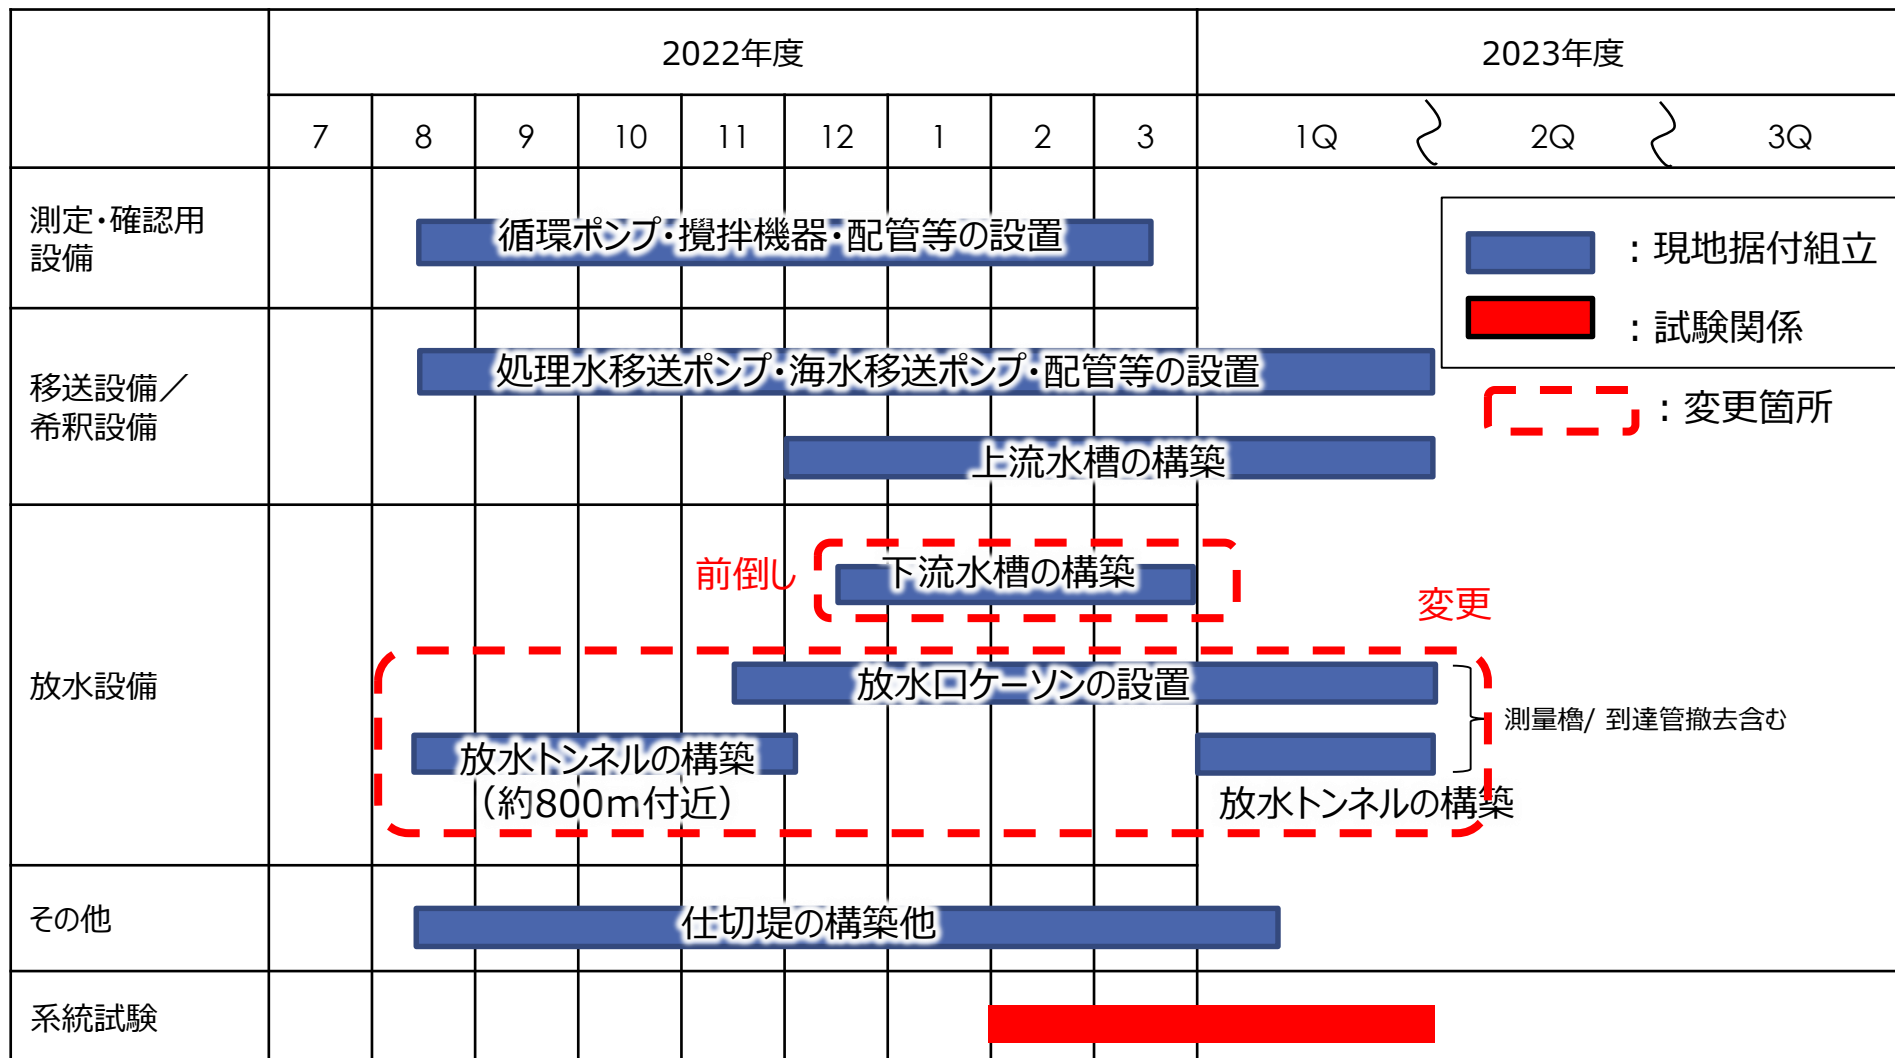 2022年度
2023年度
7 8 9 10 11 12 1 2 3 1Q 2Q 3Q
測定・確認用
設備
循環ポンプ・攪拌機器・配管等の設置
：現地据付組立
：試験関係
：変更箇所
移送設備／
希釈設備
処理水移送ポンプ・海水移送ポンプ・配管等の設置
上流水槽の構築
放水設備
前倒し
下流水槽の構築
変更
放水口ケーソンの設置
測量櫓/ 到達管撤去含む
放水トンネルの構築
（約800m付近）
放水トンネルの構築
その他
仕切堤の構築他
系統試験